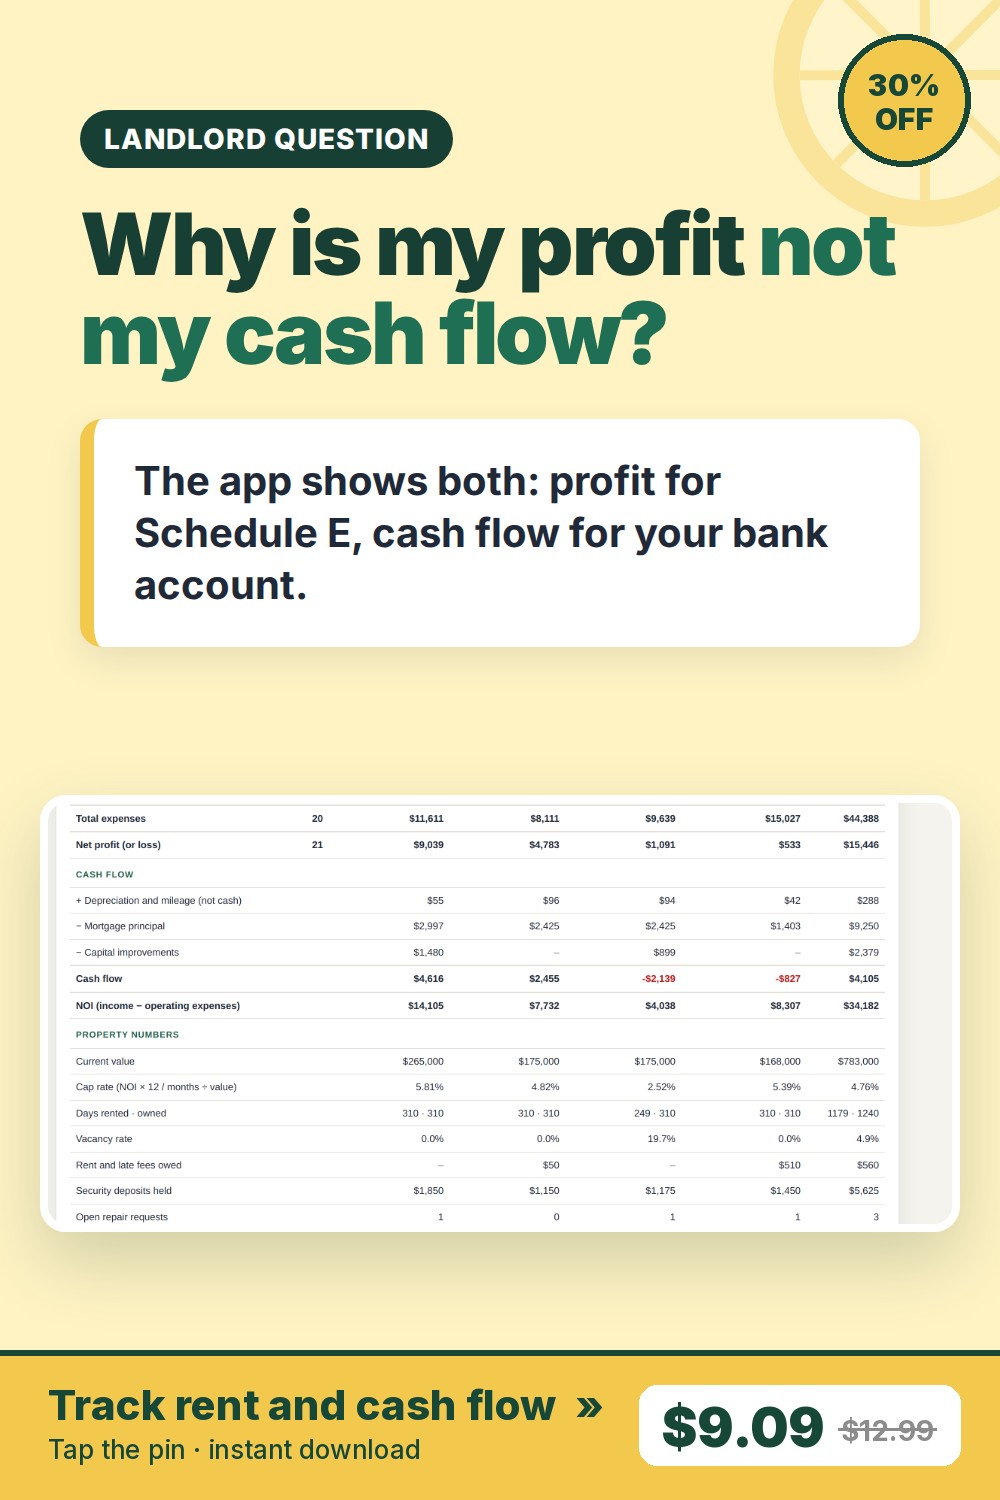 30%
OFF
LANDLORD QUESTION
Why is my profit not
my cash flow?
The app shows both: profit for
Schedule E, cash flow for your bank
account.
Total expenses 20 $11,611 $8,111 $9,639 $15,027 $44,388
Net profit (or loss) 21 $9,039 $4,783 $1,091 $533 $15,446
CASH FLOW
+ Depreciation and mileage (not cash) $55 $96 $94 $42 $288
− Mortgage principal $2,997 $2,425 $2,425 $1,403 $9,250
− Capital improvements $1,480 – $899 – $2,379
Cash flow $4,616 $2,455 -$2,139 -$827 $4,105
NOI (income − operating expenses) $14,105 $7,732 $4,038 $8,307 $34,182
PROPERTY NUMBERS
Current value $265,000 $175,000 $175,000 $168,000 $783,000
Cap rate (NOI × 12 / months ÷ value) 5.81% 4.82% 2.52% 5.39% 4.76%
Days rented · owned 310 · 310 310 · 310 249 · 310 310 · 310 1179 · 1240
Vacancy rate 0.0% 0.0% 19.7% 0.0% 4.9%
Rent and late fees owed – $50 – $510 $560
Security deposits held $1,850 $1,150 $1,175 $1,450 $5,625
Open repair requests 1 0 1 1 3
Track rent and cash flow »
Tap the pin · instant download
$9.09 $12.99